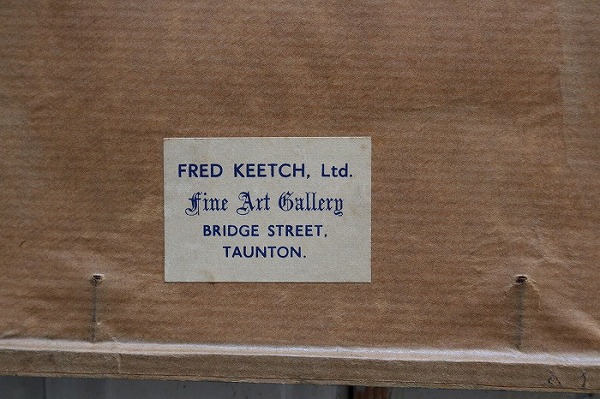 FRED KEETCH, Ltd.
Fine Art Gallery
BRIDGE STREET,
TAUNTON.